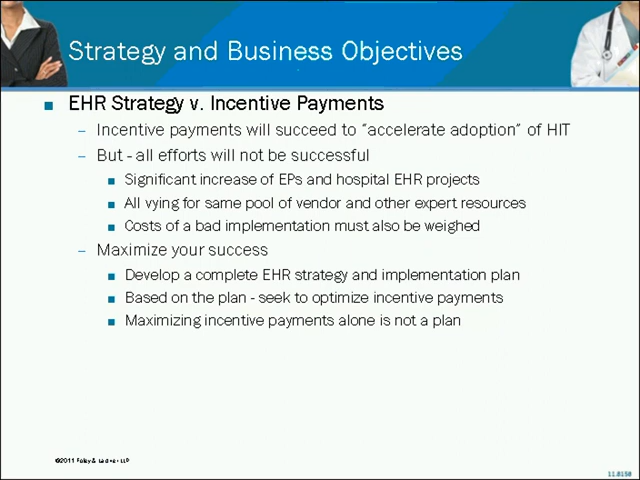 Strategy and Business Objectives
EHR Strategy v. Incentive Payments
– Incentive payments will succeed to “accelerate adoption” of HIT
– But - all efforts will not be successful
Significant increase of EPs and hospital EHR projects
All vying for same pool of vendor and other expert resources
Costs of a bad implementation must also be weighed
– Maximize your success
Develop a complete EHR strategy and implementation plan
Based on the plan - seek to optimize incentive payments
Maximizing incentive payments alone is not a plan
©2011 Foley & Lardner LLP
11.8158